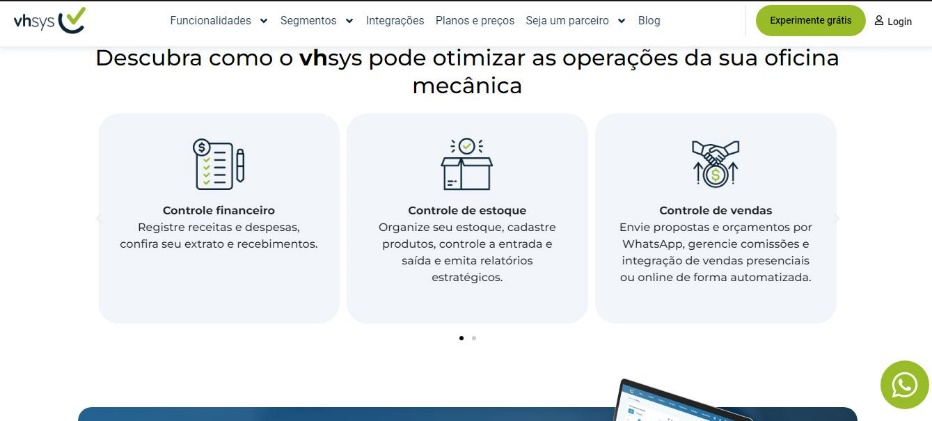 vhsys
Funcionalidades Segmentos Integrações Planos e preços Seja um parceiro Blog
Experimente grátis
Login
Descubra como o vhsys pode otimizar as operações da sua oficina
mecânica
Controle financeiro
Registre receitas e despesas,
confira seu extrato e recebimentos.
Controle de estoque
Organize seu estoque, cadastre
produtos, controle a entrada e
saída e emita relatórios
estratégicos.
Controle de vendas
Envie propostas e orçamentos por
WhatsApp, gerencie comissões e
integração de vendas presenciais
ou online de forma automatizada.